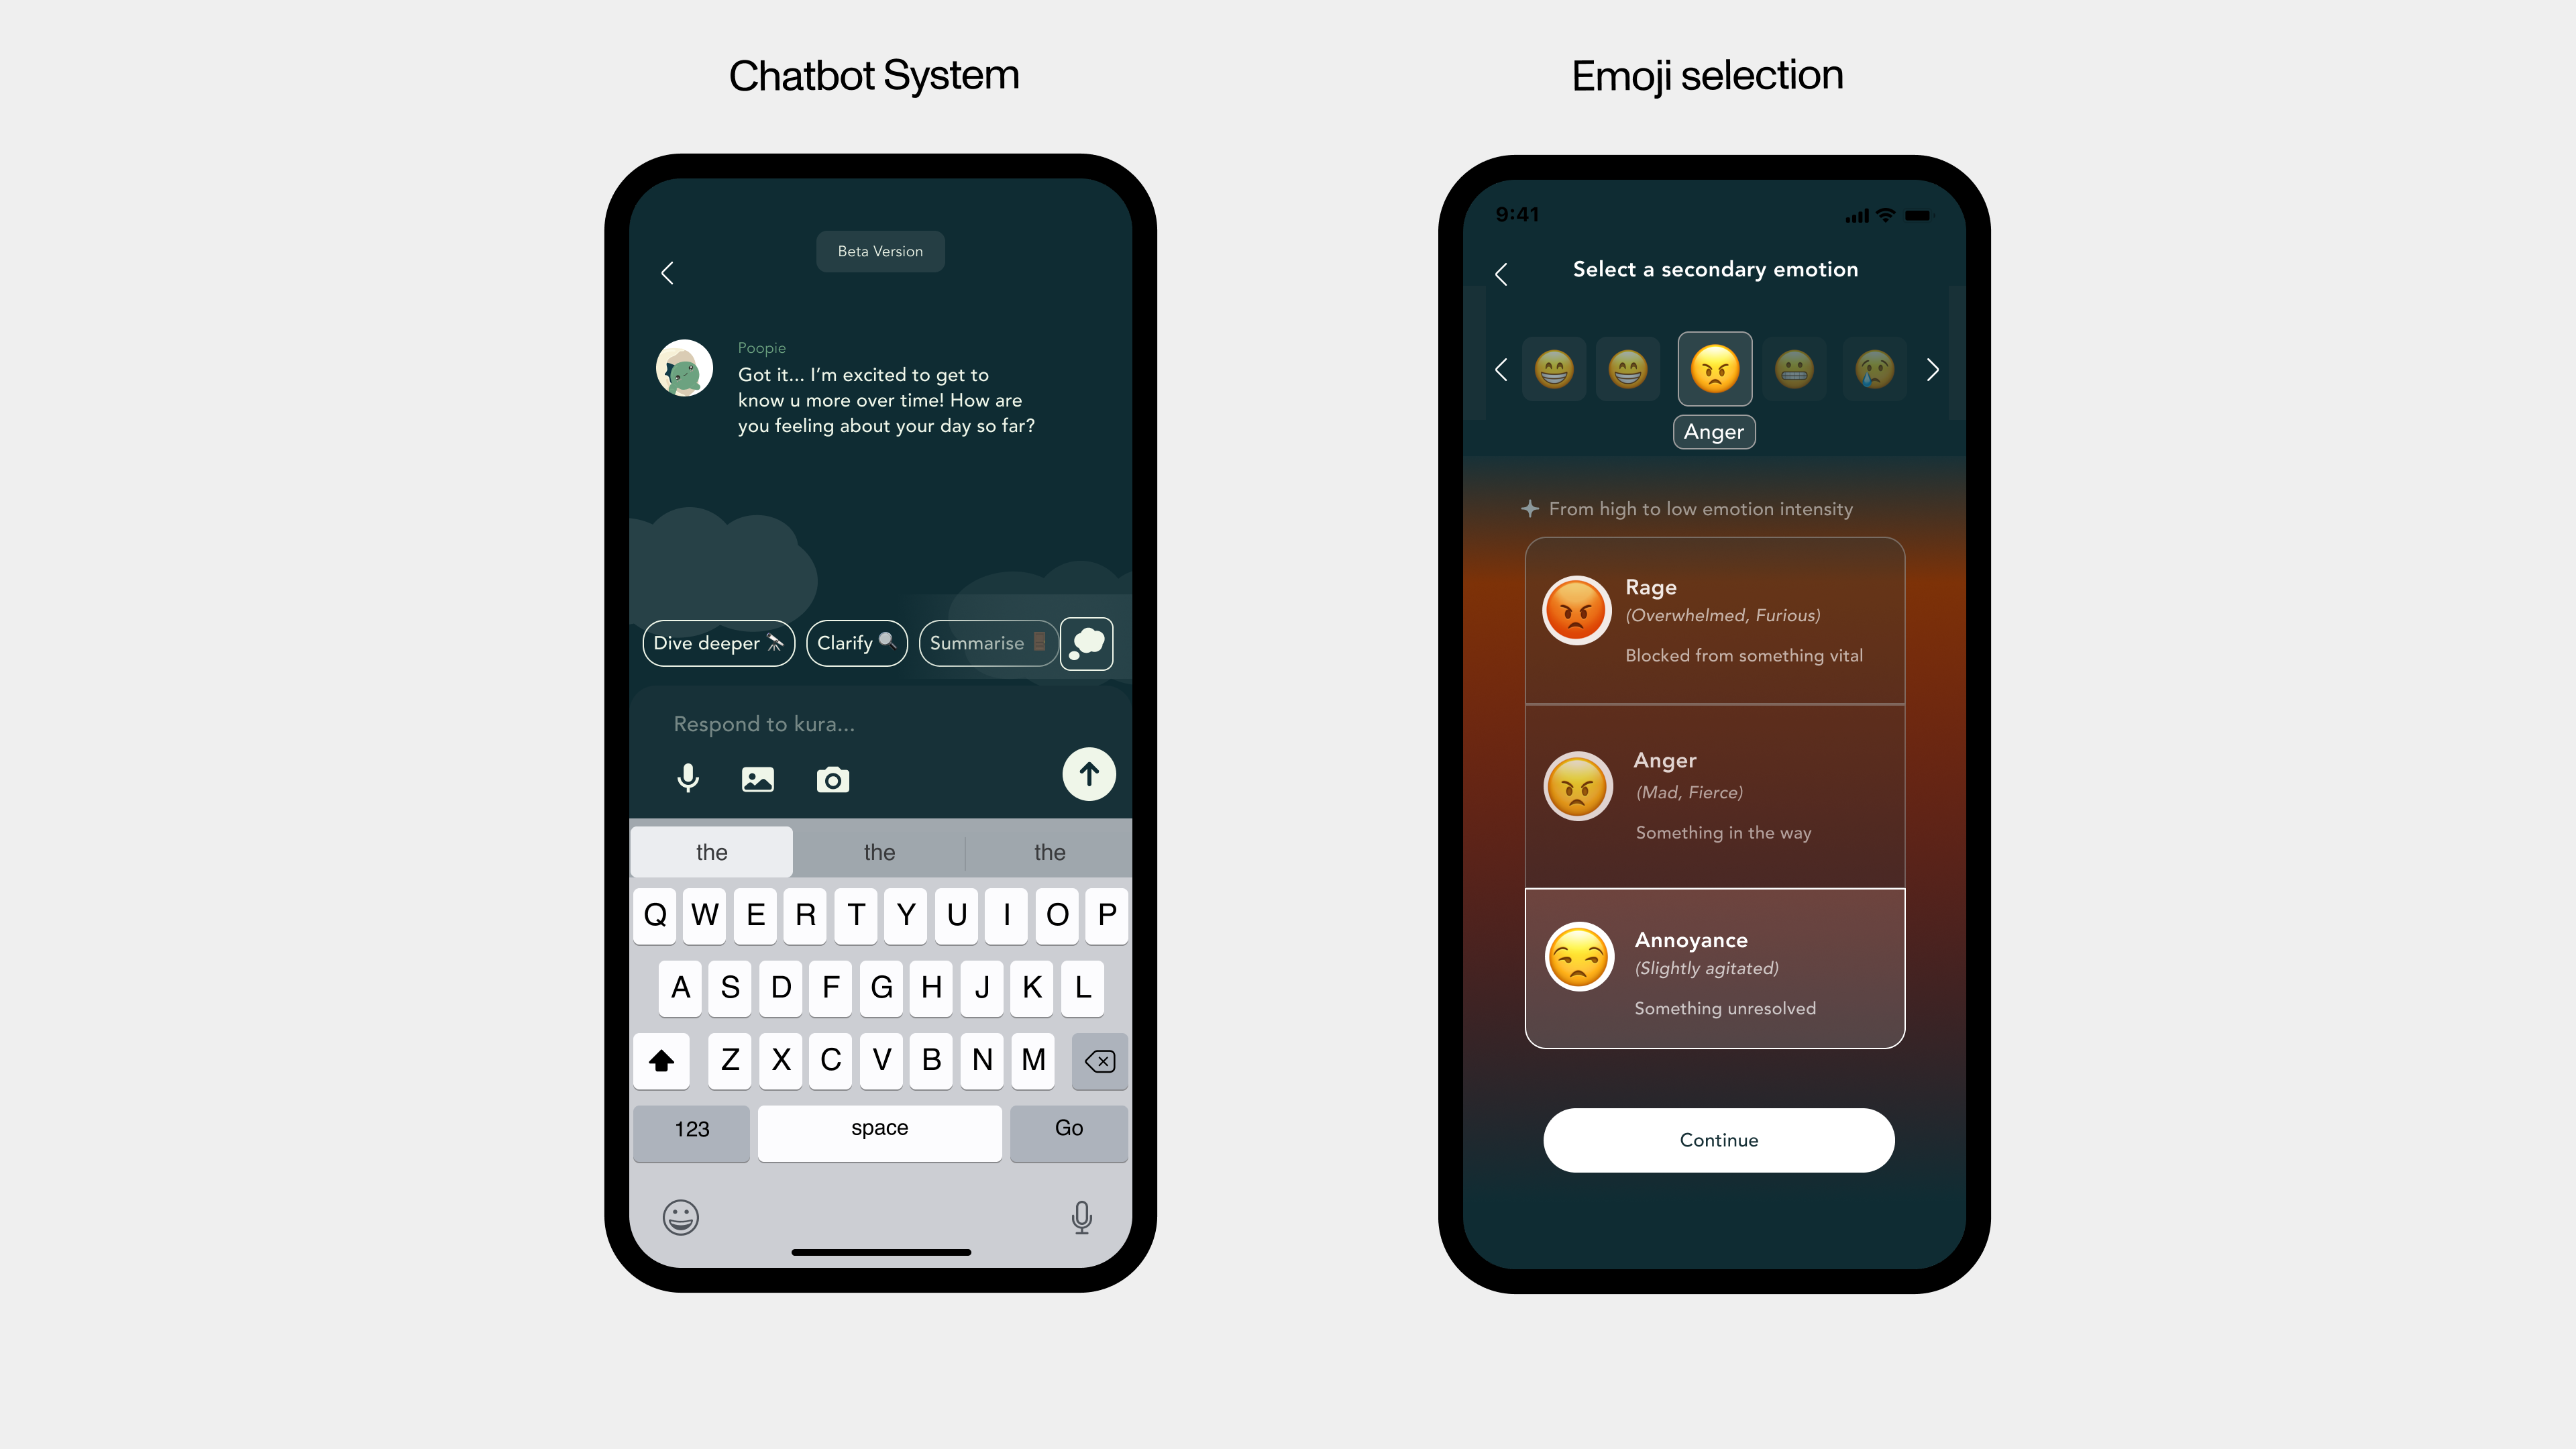 Chatbot System
Beta Version
Poopie
Got it... I'm excited to get to
know u more over time! How are
you feeling about your day so far?
Dive deeper
Clarify
Summarise
Respond to kura...
the the the
Q W E R T Y U I O P
A S D F G H J K L
Z X C V B N M
123 space Go
Emoji selection
9:41
Select a secondary emotion
Anger
From high to low emotion intensity
Rage
(Overwhelmed, Furious)
Blocked from something vital
Anger
(Mad, Fierce)
Something in the way
Annoyance
(Slightly agitated)
Something unresolved
Continue